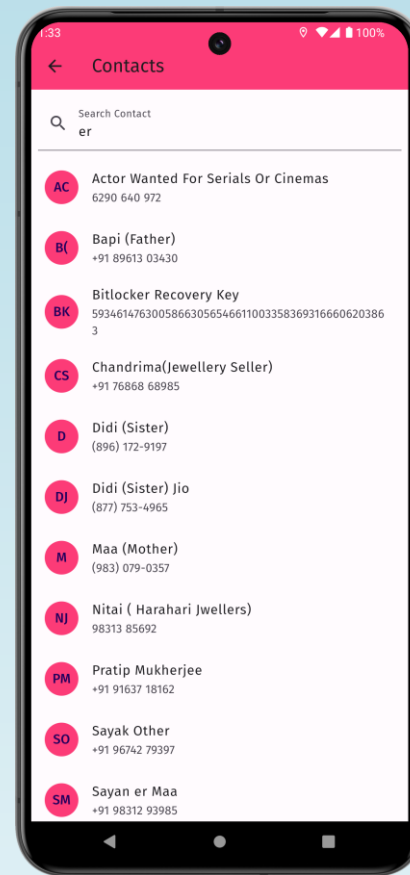 1:33
100%
Contacts
Search Contact
er
AC
Actor Wanted For Serials Or Cinemas
6290 640 972
B(
Bapi (Father)
+91 89613 03430
BK
Bitlocker Recovery Key
59346147630058663056546611003358369316660620386
3
CS
Chandrima(Jewellery Seller)
+91 76868 68985
D
Didi (Sister)
(896) 172-9197
DJ
Didi (Sister) Jio
(877) 753-4965
M
Maa (Mother)
(983) 079-0357
NJ
Nitai ( Harahari Jwellers)
98313 85692
PM
Pratip Mukherjee
+91 91637 18162
SO
Sayak Other
+91 96742 79397
SM
Sayan er Maa
+91 98312 93985